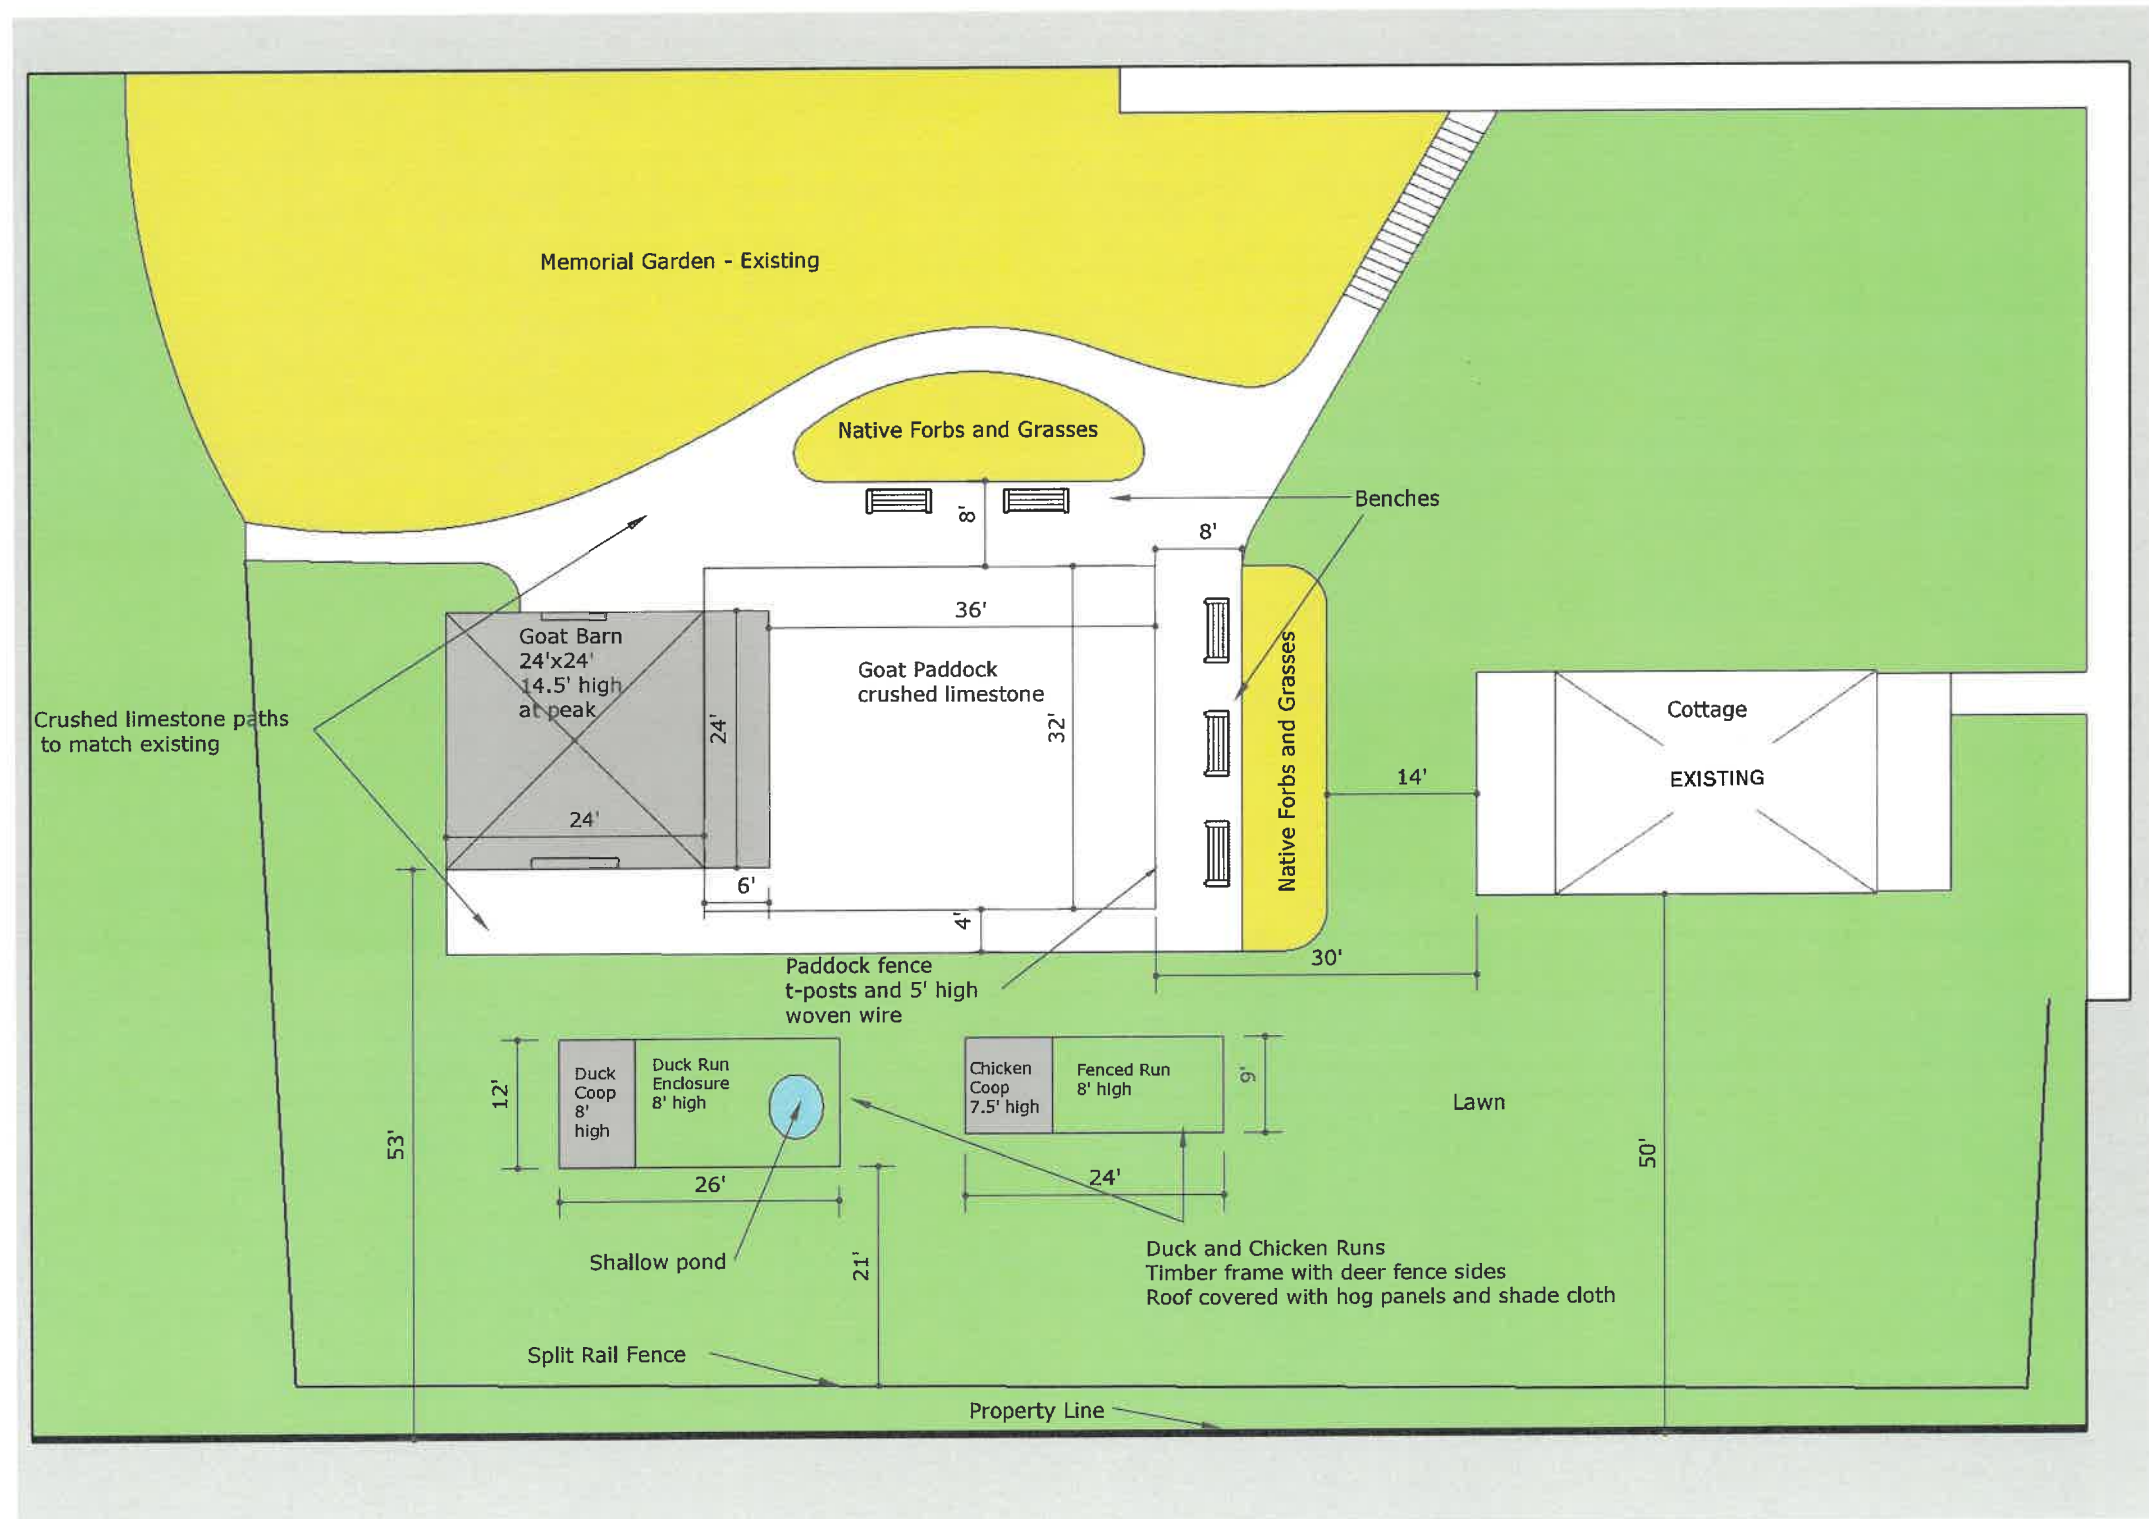 Memorial Garden - Existing
Native Forbs and Grasses
Benches
8'
8'
36'
Goat Barn
24'x24'
14.5' high
at peak
Goat Paddock
crushed limestone
24'
32'
Native Forbs and Grasses
Crushed limestone paths
to match existing
Cottage
EXISTING
14'
24'
6'
4'
30'
Paddock fence
t-posts and 5' high
woven wire
12'
Duck
Coop
8'
high
Duck Run
Enclosure
8' high
Chicken
Coop
7.5' high
Fenced Run
8' high
9'
Lawn
53'
50'
26'
24'
21'
Shallow pond
Duck and Chicken Runs
Timber frame with deer fence sides
Roof covered with hog panels and shade cloth
Split Rail Fence
Property Line